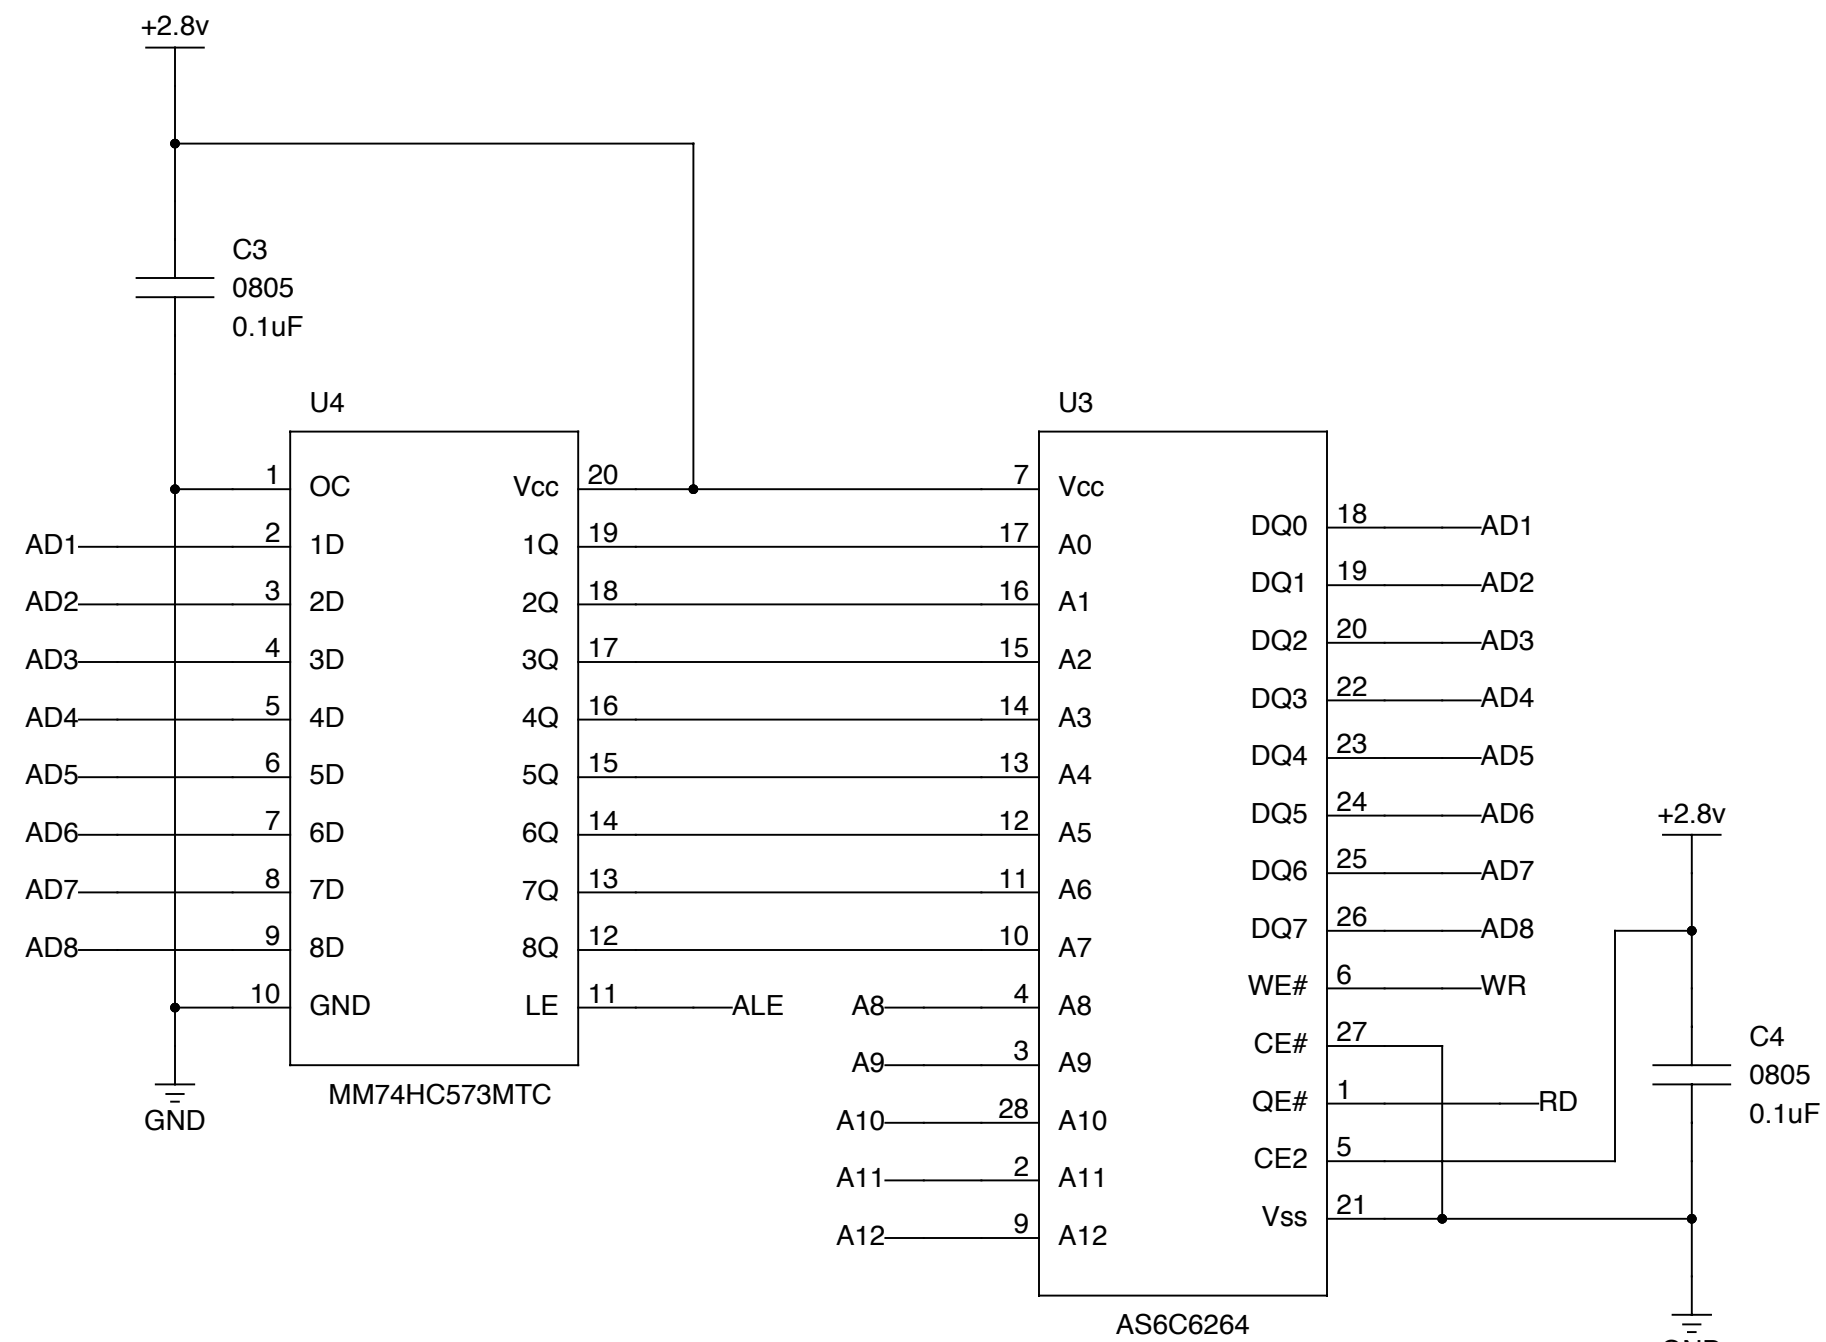 +2.8v
C3
0805
0.1uF
U4
U3
1 OC Vcc 20 7 Vcc
DQ0 18 AD1
AD1 2 1D 1Q 19 17 A0
DQ1 19 AD2
AD2 3 2D 2Q 18 16 A1
DQ2 20 AD3
AD3 4 3D 3Q 17 15 A2
DQ3 22 AD4
AD4 5 4D 4Q 16 14 A3
DQ4 23 AD5
AD5 6 5D 5Q 15 13 A4
DQ5 24 AD6
+2.8v
AD6 7 6D 6Q 14 12 A5
DQ6 25 AD7
AD7 8 7D 7Q 13 11 A6
DQ7 26 AD8
AD8 9 8D 8Q 12 10 A7
WE# 6 WR
10 GND LE 11 ALE A8 4 A8
CE# 27
C4
0805
0.1uF
A9 3 A9
MM74HC573MTC
QE# 1 RD
GND
A10 28 A10
CE2 5
A11 2 A11
Vss 21
A12 9 A12
AS6C6264